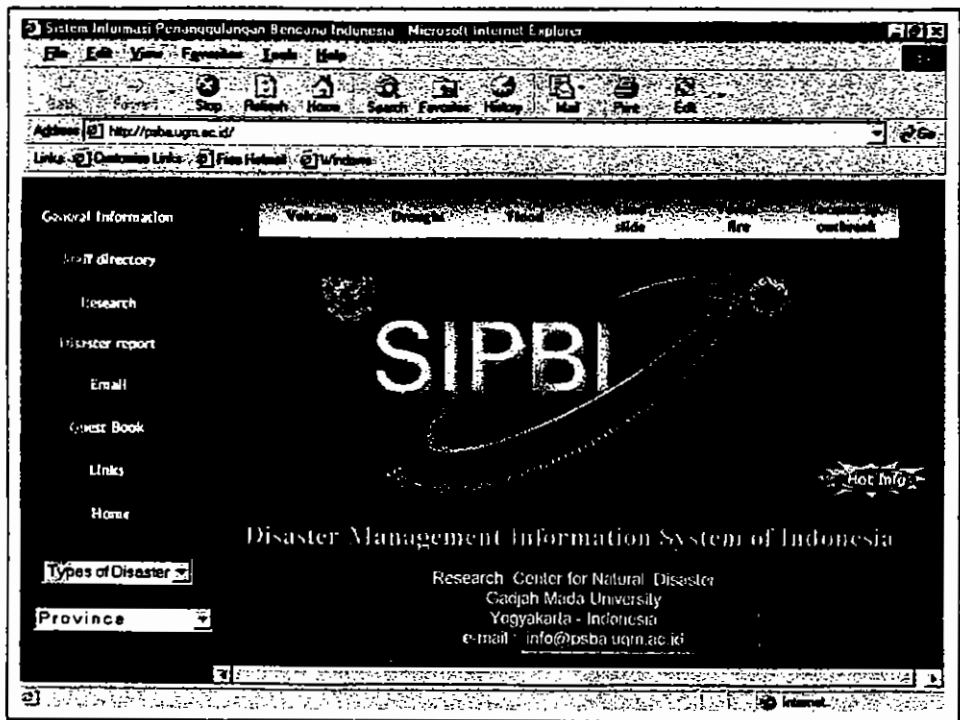 Sistem Informasi Penanggulangan Bencana Indonesia Microsoft Internet Explorer
File Edit View Favorites Tools Help
Back Forward Stop Refresh Home Search Favorites History Mail Print Edit
Address http://psba.ugm.ac.id/ Go
Links Customize Links Free Hotmail Windows
General Information
Volcano Drought Flood slide fire outbreak
Staff directory
Research
Disaster report
SIPBI
Email
Guest Book
Links
Hot Info
Home
Disaster Management Information System of Indonesia
Types of Disaster
Research Center for Natural Disaster
Gadjah Mada University
Province
Yogyakarta - Indonesia
e-mail : info@psba.ugm.ac.id
Internet